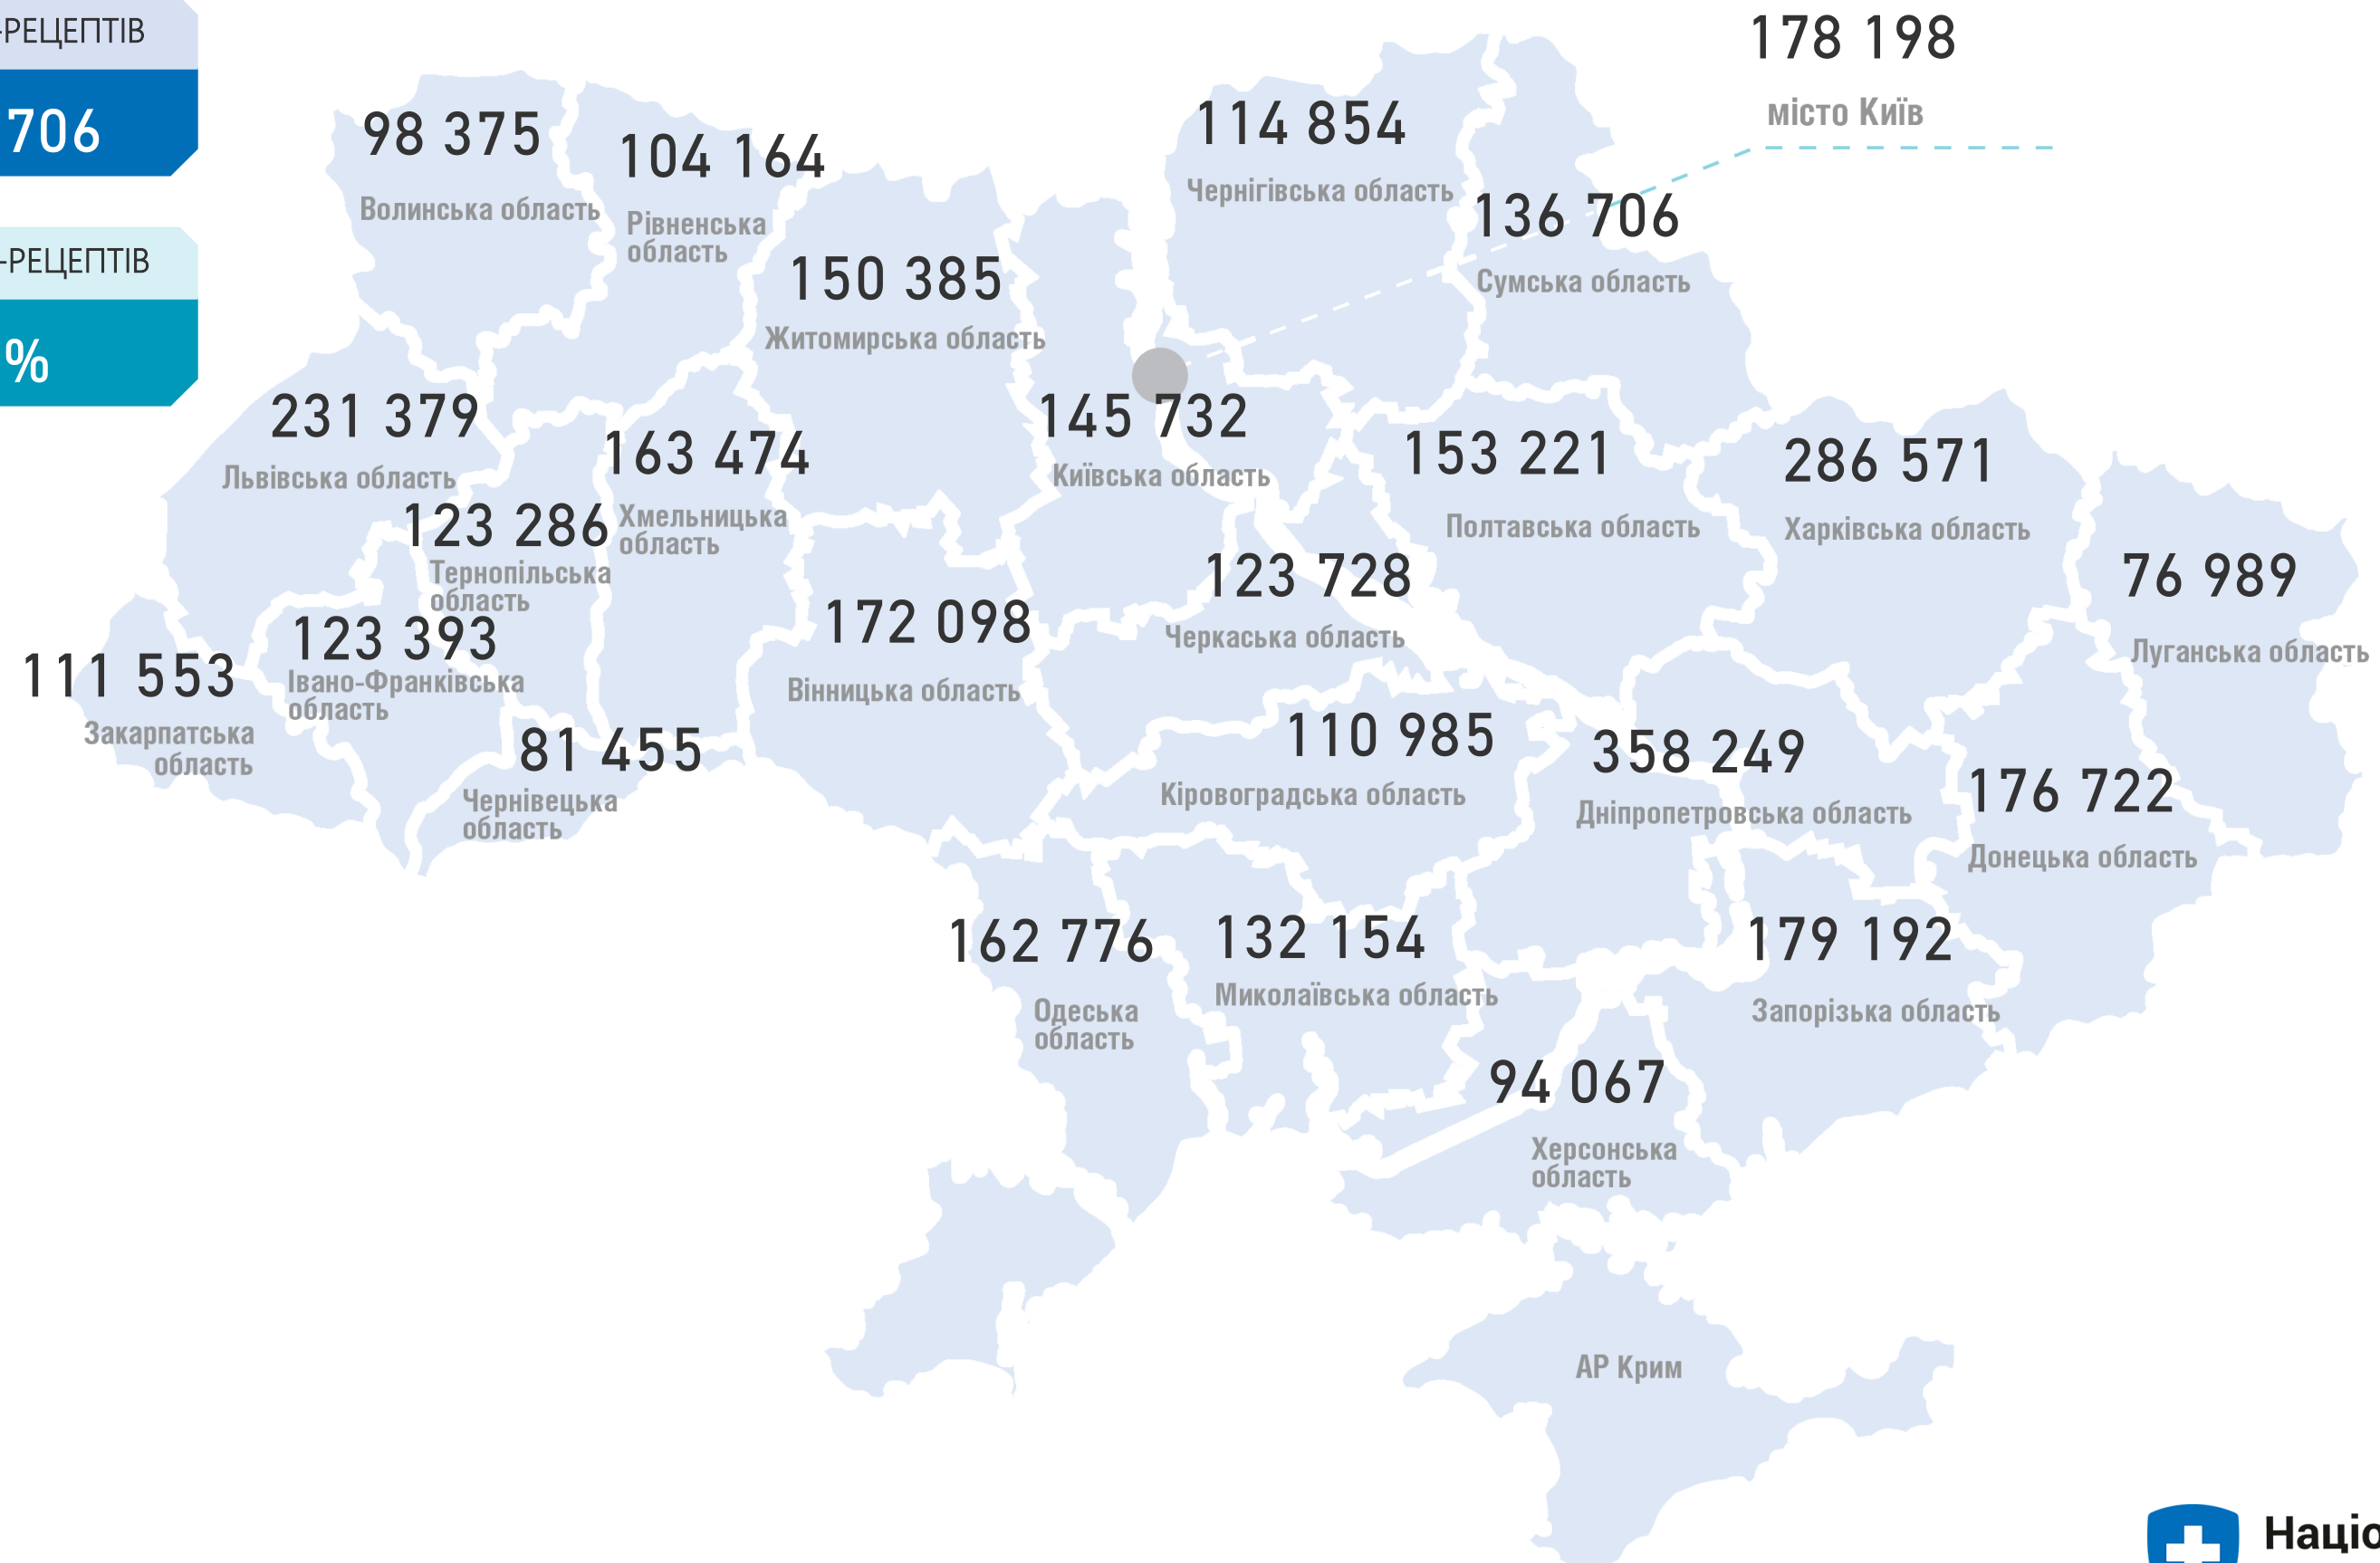 -РЕЦЕПТІВ
706
-РЕЦЕПТІВ
%
178 198
місто Київ
98 375
Волинська область
104 164
Рівненська
область
150 385
Житомирська область
114 854
Чернігівська область
136 706
Сумська область
231 379
Львівська область
163 474
Хмельницька
область
145 732
Київська область
153 221
Полтавська область
286 571
Харківська область
76 989
Луганська область
123 286
Тернопільська
область
123 393
Івано-Франківська
область
111 553
Закарпатська
область
81 455
Чернівецька
область
172 098
Вінницька область
123 728
Черкаська область
110 985
Кіровоградська область
358 249
Дніпропетровська область
176 722
Донецька область
162 776
Одеська
область
132 154
Миколаївська область
179 192
Запорізька область
94 067
Херсонська
область
АР Крим
Націо